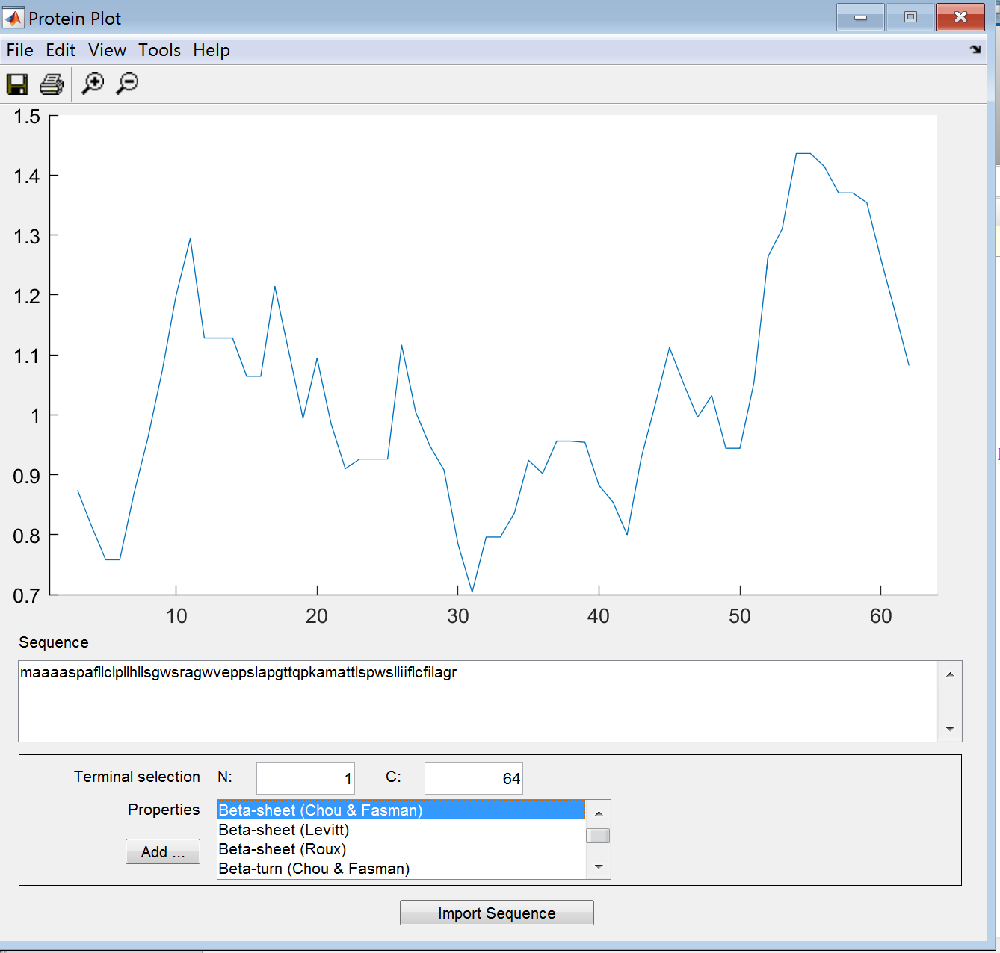 Protein Plot
File Edit View Tools Help
1.5
1.4
1.3
1.2
1.1
1
0.9
0.8
0.7
10 20 30 40 50 60
Sequence
maaaaspafllclpllhllsgwsragwveppslapgttqpkamattlspwslliiflcfilagr
Terminal selection N: 1 C: 64
Properties
Beta-sheet (Chou & Fasman)
Beta-sheet (Levitt)
Beta-sheet (Roux)
Beta-turn (Chou & Fasman)
Add ...
Import Sequence